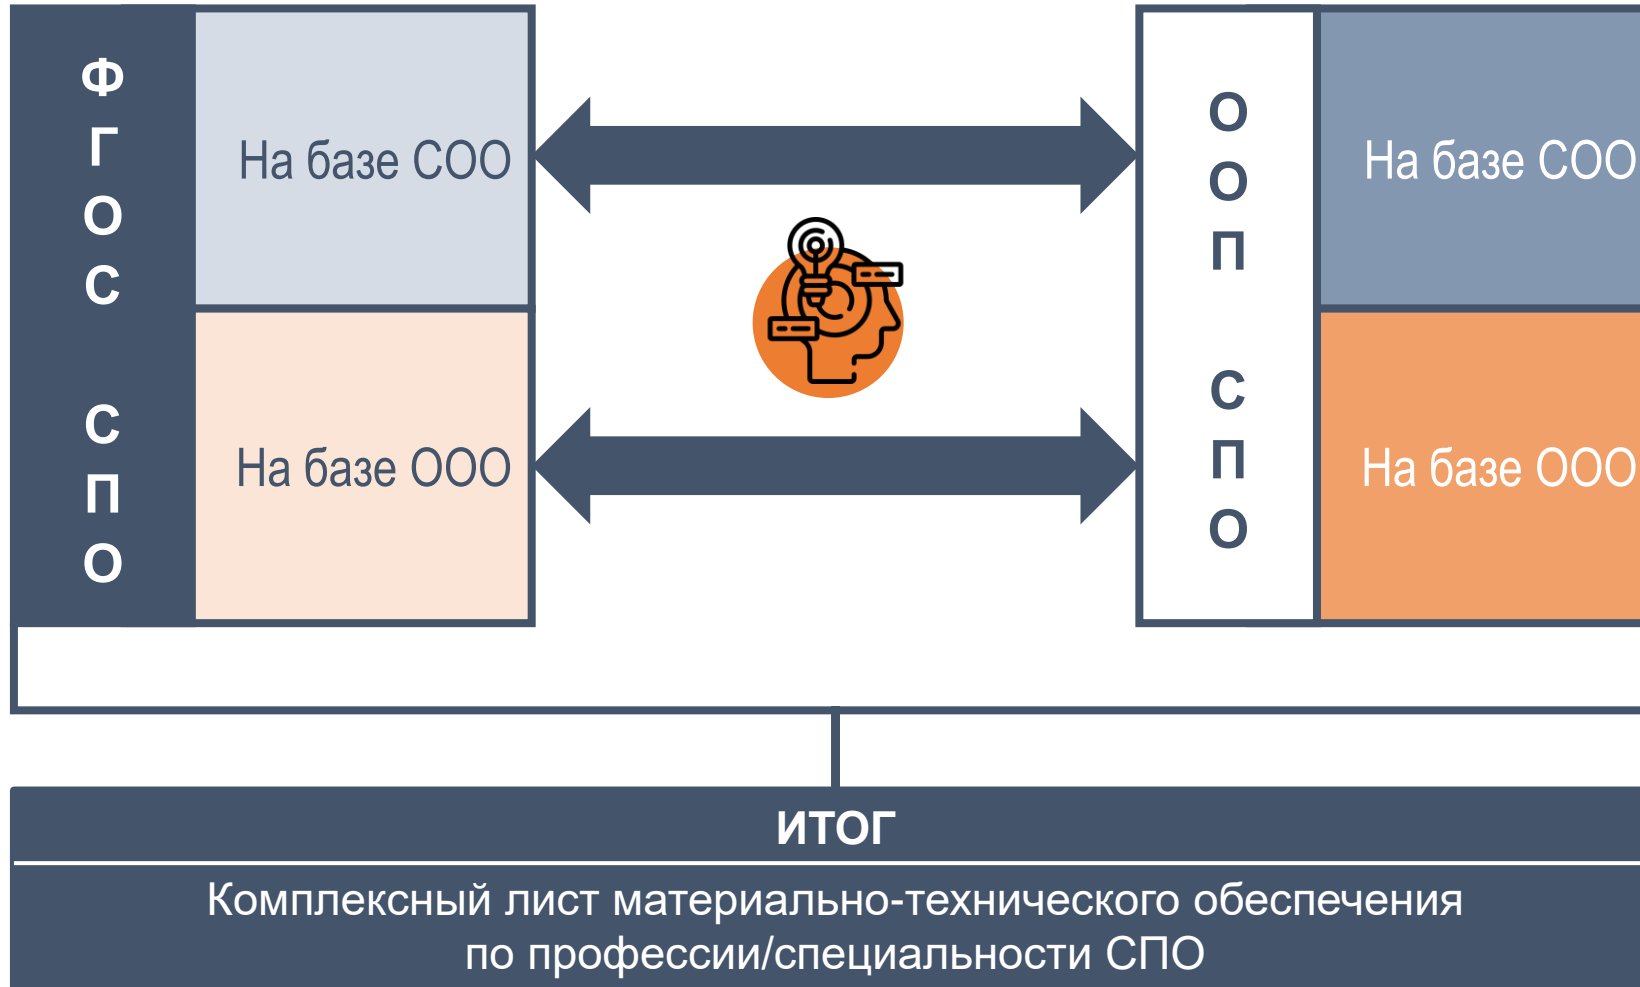 ФГОС СПО
На базе СОО
На базе ООО
ООП СПО
На базе СОО
На базе ООО
ИТОГ
Комплексный лист материально-технического обеспечения
по профессии/специальности СПО